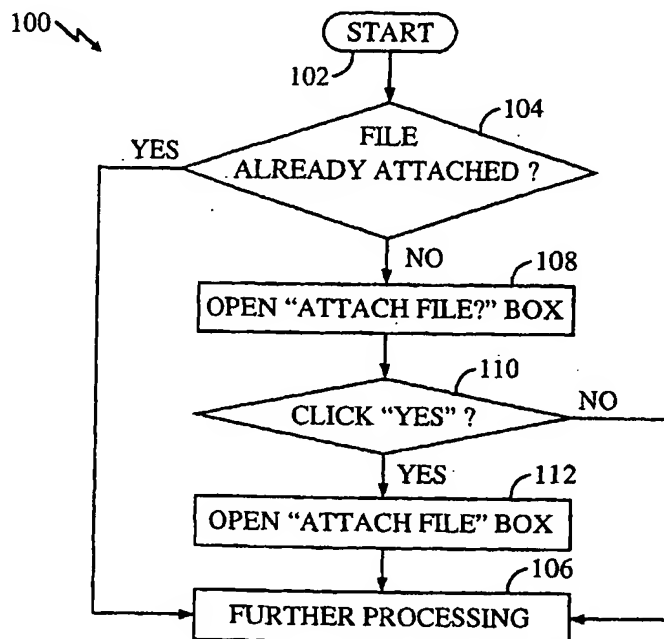 100
START
102
104
YES
FILE
ALREADY ATTACHED ?
NO
108
OPEN “ATTACH FILE?” BOX
110
CLICK “YES” ?
NO
YES
112
OPEN “ATTACH FILE” BOX
106
FURTHER PROCESSING